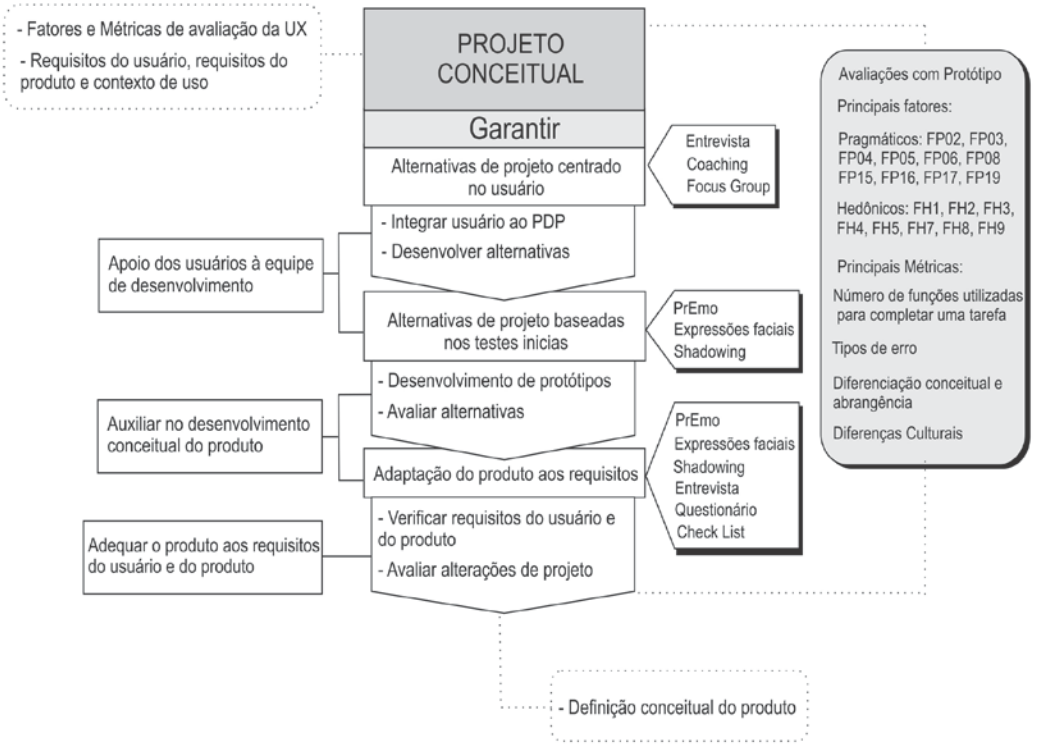 - Fatores e Métricas de avaliação da UX
- Requisitos do usuário, requisitos do
produto e contexto de uso
PROJETO
CONCEITUAL
Garantir
Alternativas de projeto centrado
no usuário
Entrevista
Coaching
Focus Group
- Integrar usuário ao PDP
- Desenvolver alternativas
Apoio dos usuários à equipe
de desenvolvimento
Alternativas de projeto baseadas
nos testes inicias
PrEmo
Expressões faciais
Shadowing
- Desenvolvimento de protótipos
- Avaliar alternativas
Auxiliar no desenvolvimento
conceitual do produto
Adaptação do produto aos requisitos
PrEmo
Expressões faciais
Shadowing
Entrevista
Questionário
Check List
- Verificar requisitos do usuário e
do produto
- Avaliar alterações de projeto
Adequar o produto aos requisitos
do usuário e do produto
Avaliações com Protótipo
Principais fatores:
Pragmáticos: FP02, FP03,
FP04, FP05, FP06, FP08
FP15, FP16, FP17, FP19
Hedônicos: FH1, FH2, FH3,
FH4, FH5, FH7, FH8, FH9
Principais Métricas:
Número de funções utilizadas
para completar uma tarefa
Tipos de erro
Diferenciação conceitual e
abrangência
Diferenças Culturais
- Definição conceitual do produto